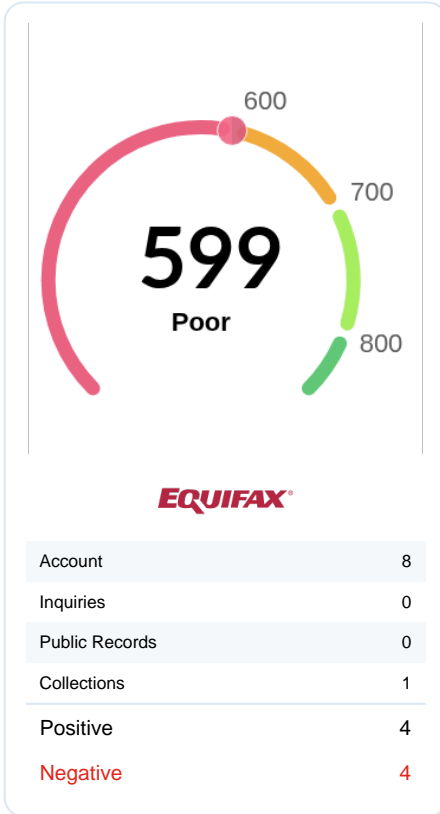 600
700
599
Poor
800
EQUIFAX®
Account 8
Inquiries 0
Public Records 0
Collections 1
Positive 4
Negative 4